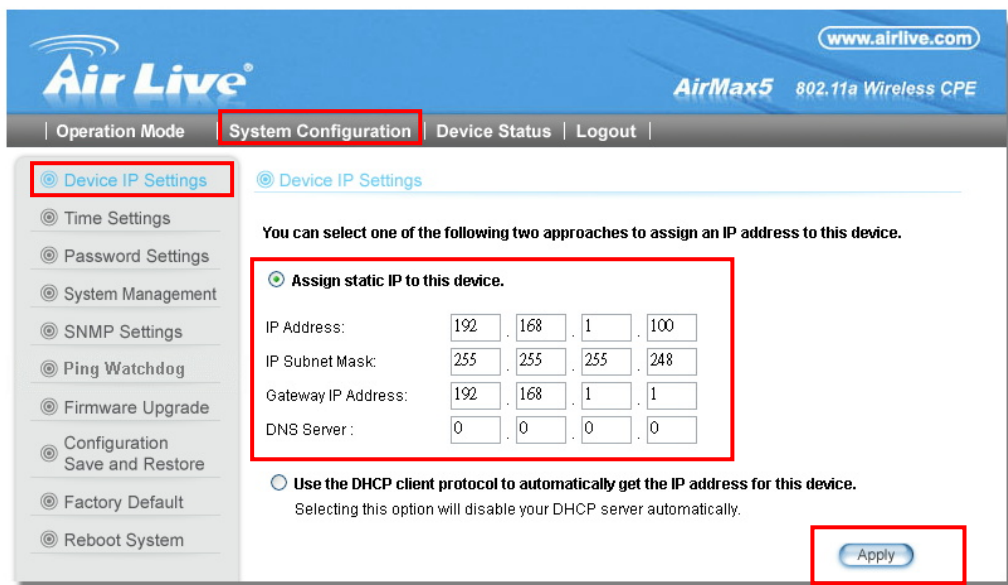 www.airlive.com
Air Live®
AirMax5 802.11a Wireless CPE
| Operation Mode | System Configuration | Device Status | Logout |
Device IP Settings
Time Settings
Password Settings
System Management
SNMP Settings
Ping Watchdog
Firmware Upgrade
Configuration
Save and Restore
Factory Default
Reboot System
Device IP Settings
You can select one of the following two approaches to assign an IP address to this device.
Assign static IP to this device.
IP Address: 192 . 168 . 1 . 100
IP Subnet Mask: 255 . 255 . 255 . 248
Gateway IP Address: 192 . 168 . 1 . 1
DNS Server : 0 . 0 . 0 . 0
Use the DHCP client protocol to automatically get the IP address for this device.
Selecting this option will disable your DHCP server automatically.
Apply